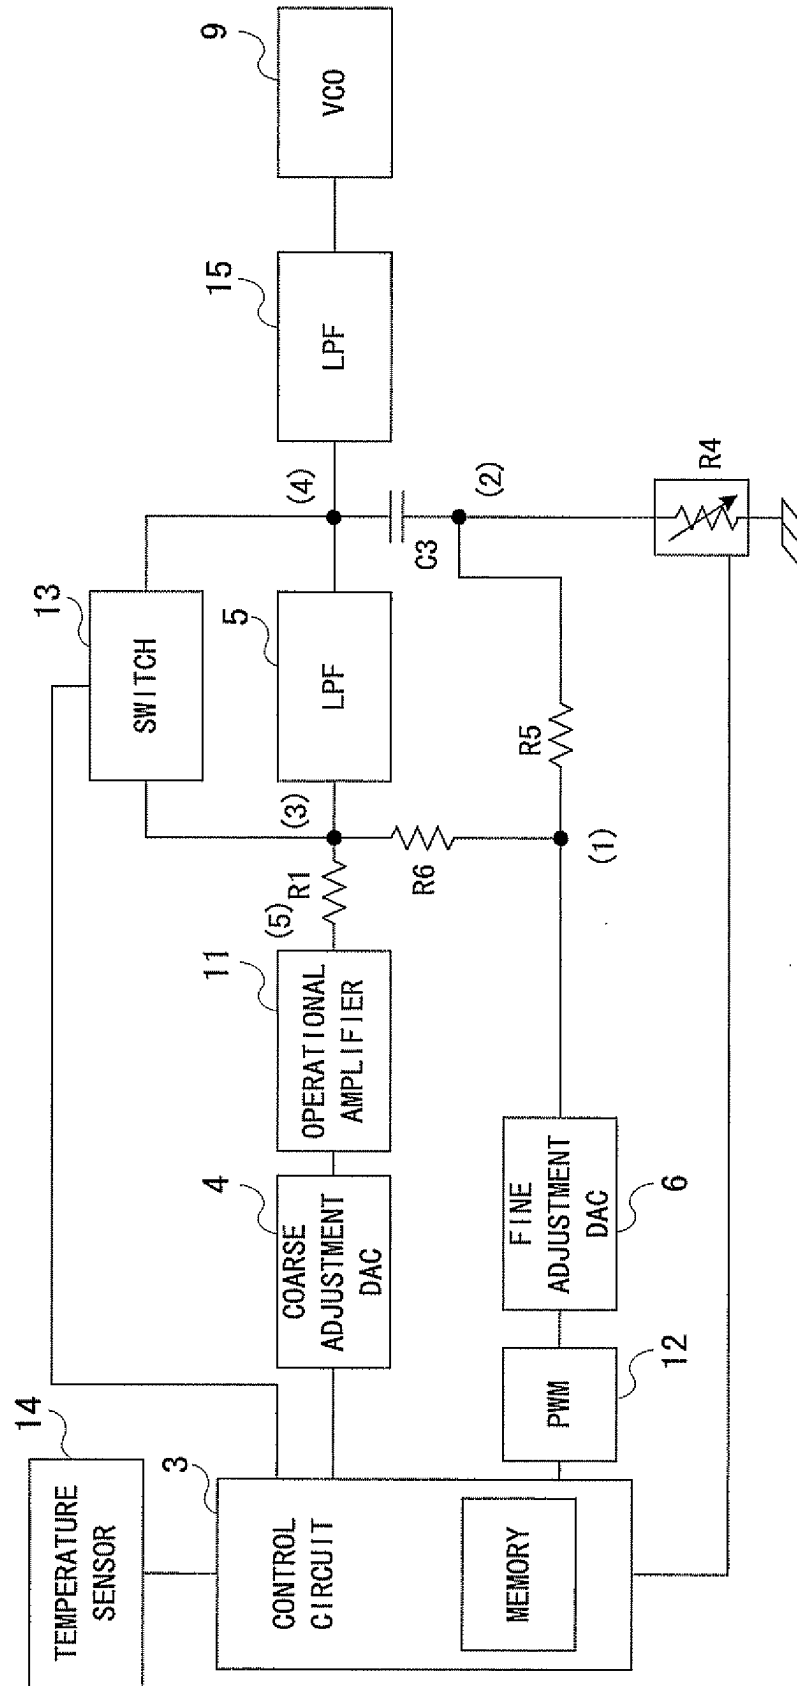 TEMPERATURE
SENSOR
14
CONTROL
CIRCUIT
3
MEMORY
COARSE
ADJUSTMENT
DAC
4
OPERATIONAL
AMPLIFIER
11
(5)
R1
(3)
SWITCH
13
LPF
5
(4)
LPF
15
VCO
9
PWM
12
FINE
ADJUSTMENT
DAC
6
(1)
R6
R5
C3
(2)
R4